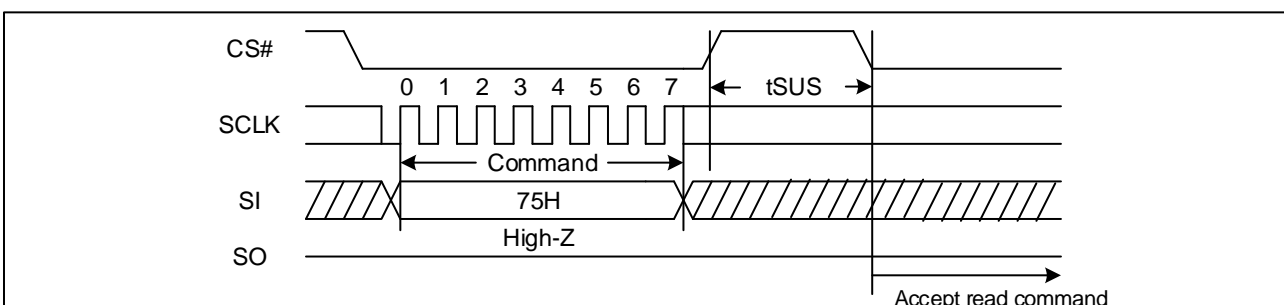 CS#
0 1 2 3 4 5 6 7
tSUS
SCLK
Command
SI
75H
High-Z
SO
Accept read command